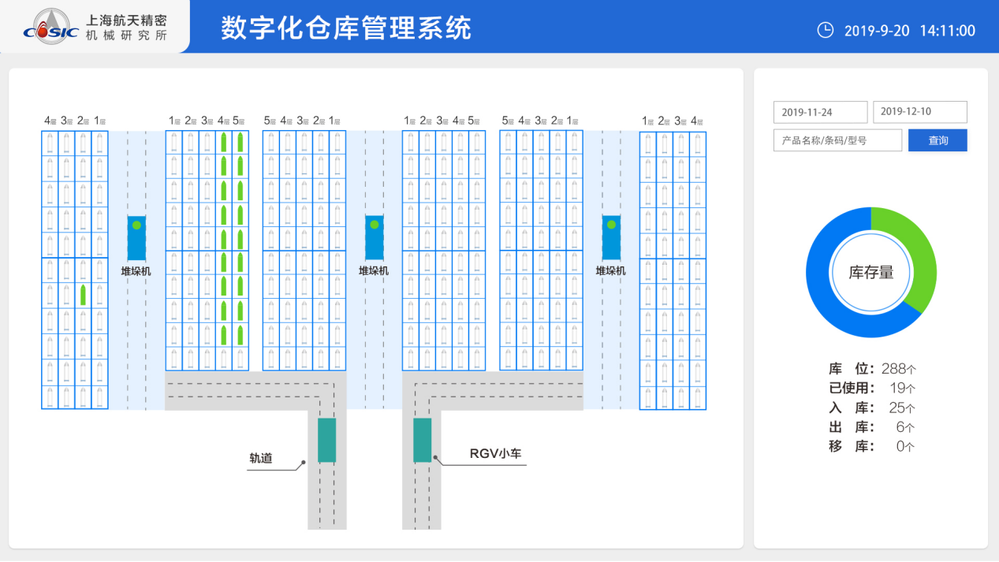 COSIC
上海航天精密
机械研究所
数字化仓库管理系统
2019-9-20 14:11:00
4层 3层 2层 1层
1层 2层 3层 4层 5层
5层 4层 3层 2层 1层
1层 2层 3层 4层 5层
5层 4层 3层 2层 1层
1层 2层 3层 4层
堆垛机
堆垛机
堆垛机
轨道
RGV小车
2019-11-24
2019-12-10
产品名称/条码/型号
查询
库存量
库 位: 288个
已使用: 19个
入 库: 25个
出 库: 6个
移 库: 0个